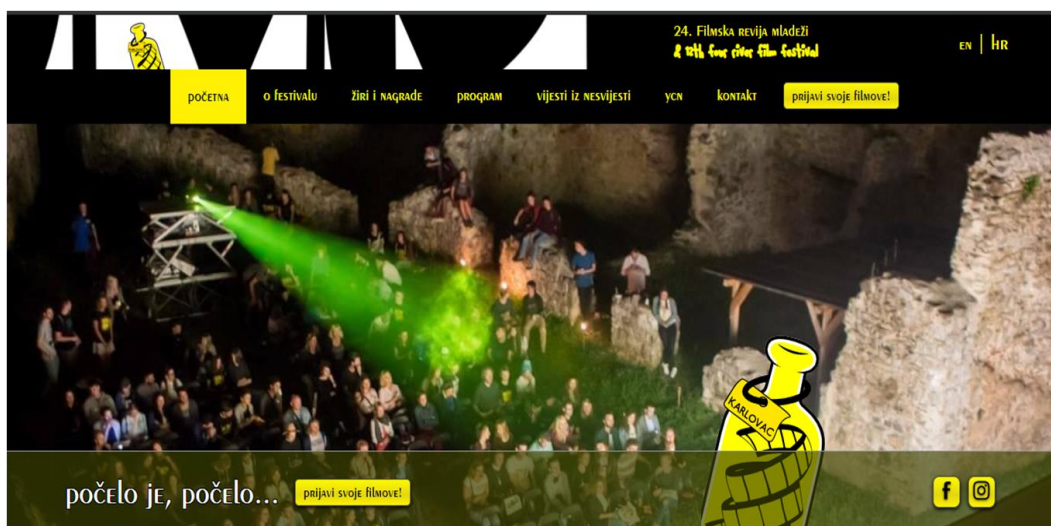 24. Filmska revija mladeži
& 12th four river film festival
EN | HR
početna
o festivalu
žiri i nagrade
program
vijesti iz nesvijesti
ycn
kontakt
prijavi svoje filmove!
KARLOVAC
počelo je, počelo...
prijavi svoje filmove!